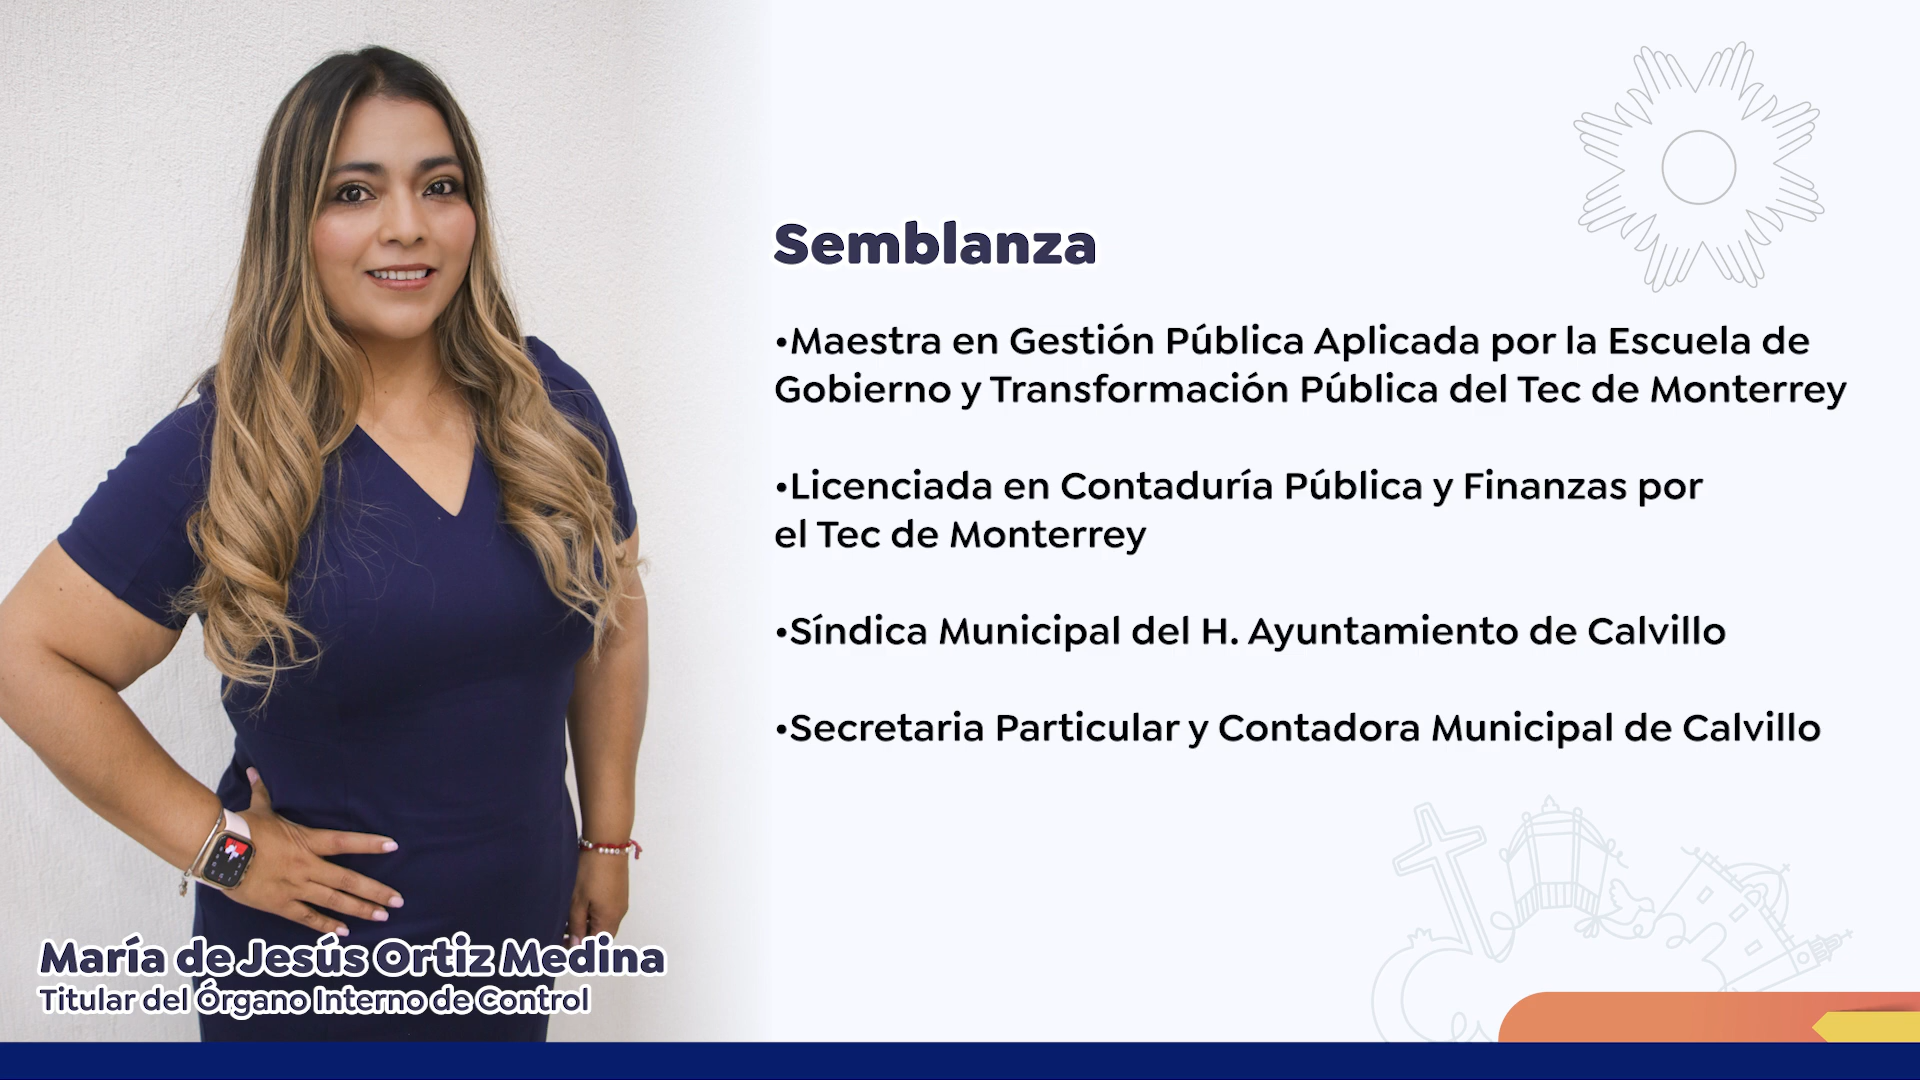 Semblanza
•Maestra en Gestión Pública Aplicada por la Escuela de
Gobierno y Transformación Pública del Tec de Monterrey
•Licenciada en Contaduría Pública y Finanzas por
el Tec de Monterrey
•Síndica Municipal del H. Ayuntamiento de Calvillo
•Secretaria Particular y Contadora Municipal de Calvillo
María de Jesús Ortiz Medina
Titular del Órgano Interno de Control